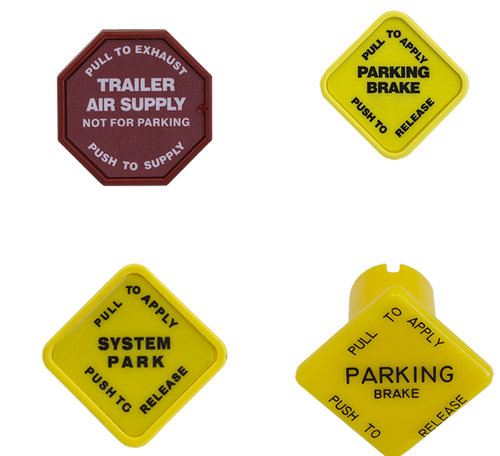 PULL TO EXHAUST
TRAILER
AIR SUPPLY
NOT FOR PARKING
PUSH TO SUPPLY
PULL TO APPLY
PARKING
BRAKE
PUSH TO RELEASE
PULL TO APPLY
SYSTEM
PARK
PUSH TO RELEASE
PULL TO APPLY
PARKING
BRAKE
PUSH TO RELEASE